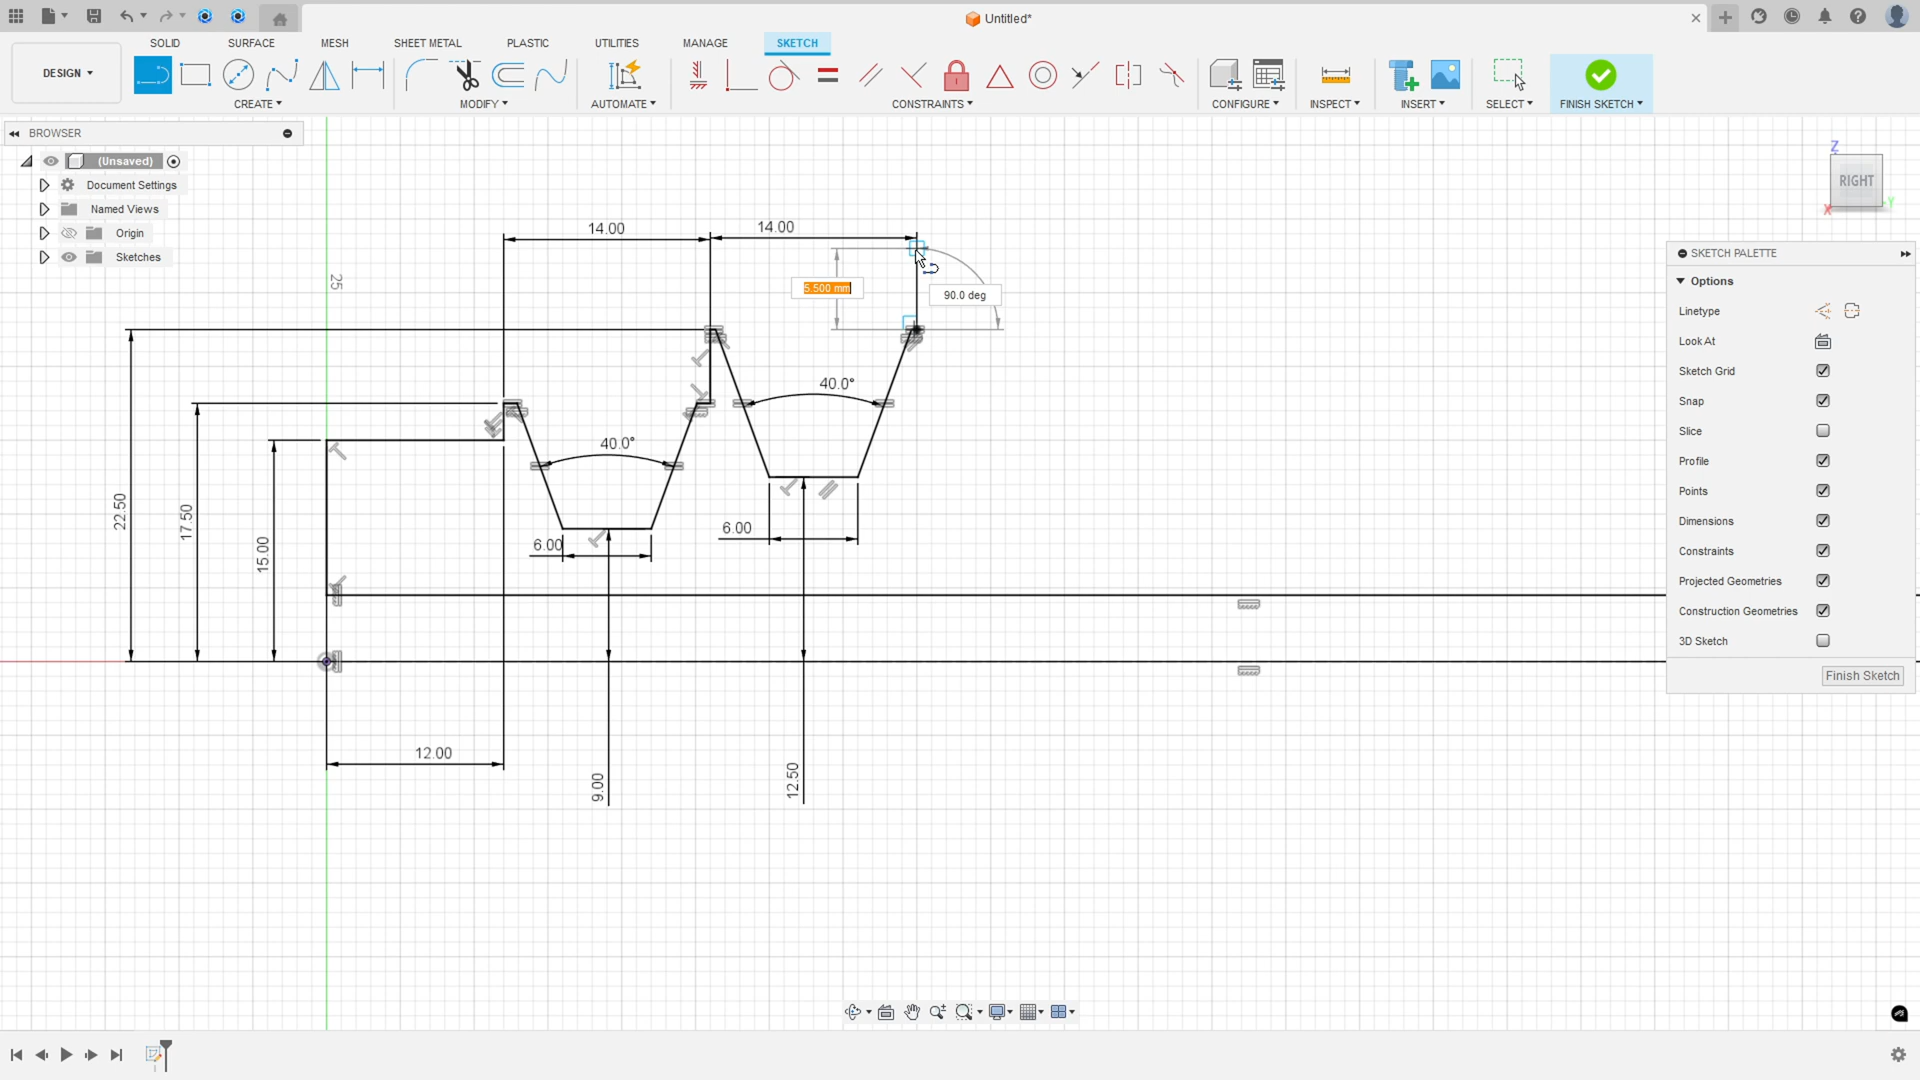 Untitled*
SOLID SURFACE MESH SHEET METAL PLASTIC UTILITIES MANAGE SKETCH
DESIGN
CREATE MODIFY AUTOMATE CONSTRAINTS CONFIGURE INSPECT INSERT SELECT FINISH SKETCH
BROWSER
(Unsaved)
Document Settings
Named Views
Origin
Sketches
Z
RIGHT
X
Y
SKETCH PALETTE
Options
Linetype
Look At
Sketch Grid
Snap
Slice
Profile
Points
Dimensions
Constraints
Projected Geometries
Construction Geometries
3D Sketch
Finish Sketch
14.00
14.00
25
5.500 mm
90.0 deg
40.0°
40.0°
22.50
17.50
15.00
6.00
6.00
12.00
9.00
12.50